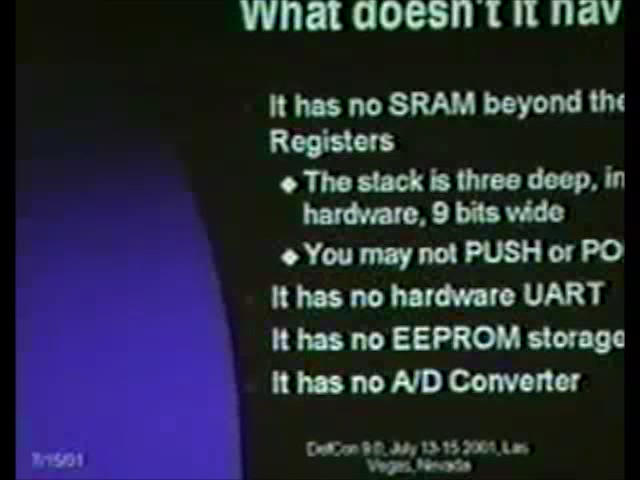 What doesn't it hav
It has no SRAM beyond the
Registers
The stack is three deep, in
hardware, 9 bits wide
You may not PUSH or PO
It has no hardware UART
It has no EEPROM storage
It has no A/D Converter
7/15/01
DefCon 9.0, July 13-15 2001, Las
Vegas, Nevada